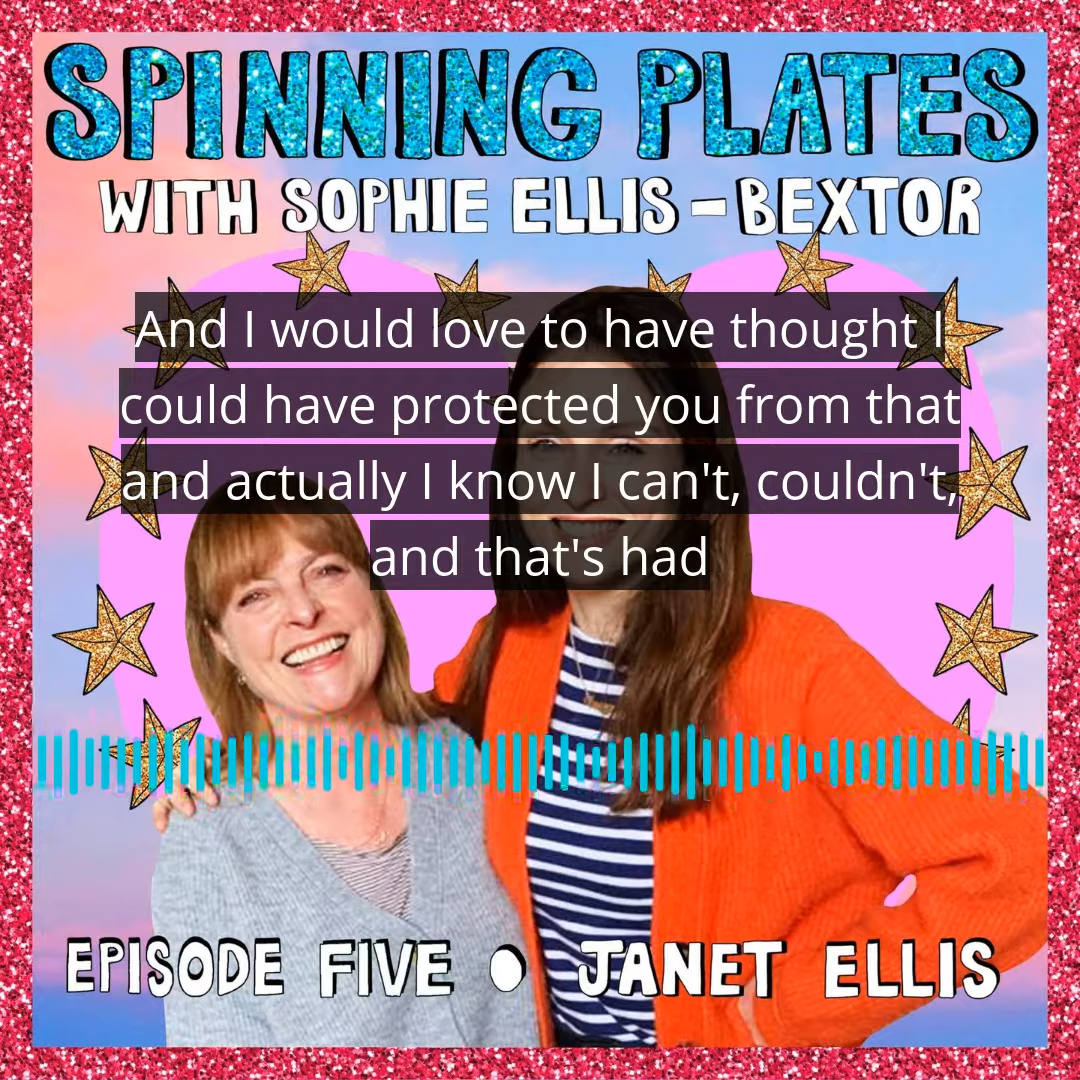 SPINNING PLATES
WITH SOPHIE ELLIS-BEXTOR
And I would love to have thought I
could have protected you from that
and actually I know I can't, couldn't,
and that's had
EPISODE FIVE • JANET ELLIS